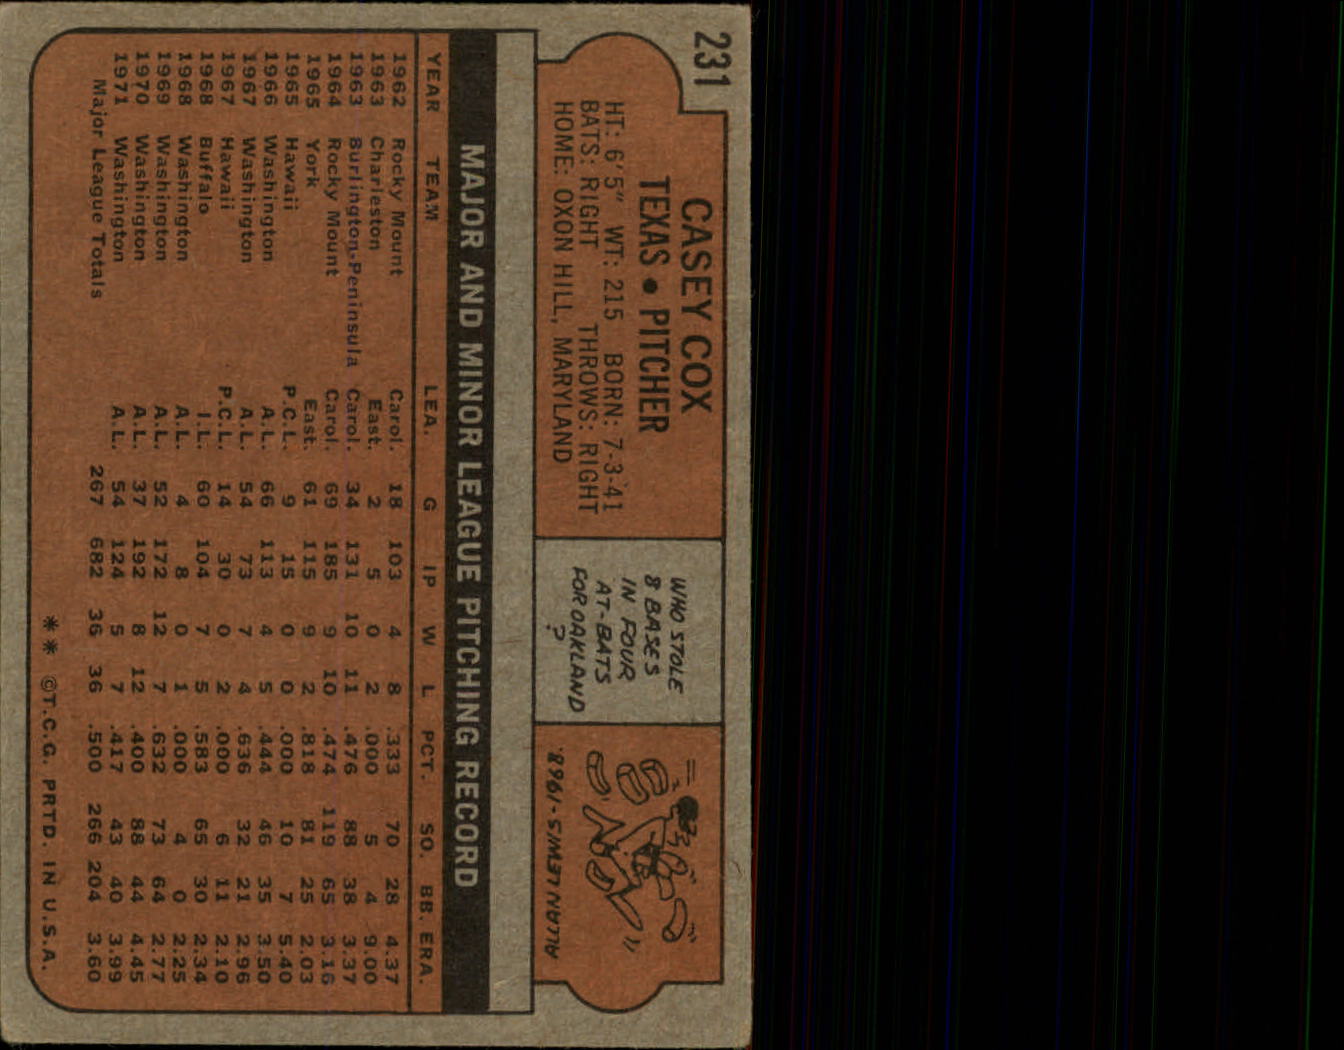 231
CASEY COX
TEXAS • PITCHER
HT: 6'5" WT: 215 BORN: 7-3-41
BATS: RIGHT THROWS: RIGHT
HOME: OXON HILL, MARYLAND
WHO STOLE
8 BASES
IN FOUR
AT-BATS
FOR OAKLAND
?
ALLAN LEWIS-1968.
MAJOR AND MINOR LEAGUE PITCHING RECORD
YEAR TEAM LEA. G IP W L PCT. SO. BB. ERA.
1962 Rocky Mount Carol. 18 103 4 8 .333 70 28 4.37
1963 Charleston East. 2 5 0 2 .000 5 4 9.00
1963 Burlington-Peninsula Carol. 34 131 10 11 .476 88 38 3.37
1964 Rocky Mount Carol. 69 185 9 10 .474 119 65 3.16
1965 York East. 61 115 9 2 .818 81 25 2.03
1965 Hawaii P.C.L. 9 15 0 0 .000 10 7 5.40
1966 Washington A.L. 66 113 4 5 .444 46 35 3.50
1967 Washington A.L. 54 73 7 4 .636 32 21 2.96
1967 Hawaii P.C.L. 14 30 0 2 .000 6 11 2.10
1968 Buffalo I.L. 60 104 7 5 .583 65 30 2.34
1968 Washington A.L. 4 8 0 1 .000 4 0 2.25
1969 Washington A.L. 52 172 12 7 .632 73 64 2.77
1970 Washington A.L. 37 192 8 12 .400 88 44 4.45
1971 Washington A.L. 54 124 5 7 .417 43 40 3.99
Major League Totals 267 682 36 36 .500 266 204 3.60
** ©T.C.G. PRTD. IN U.S.A.